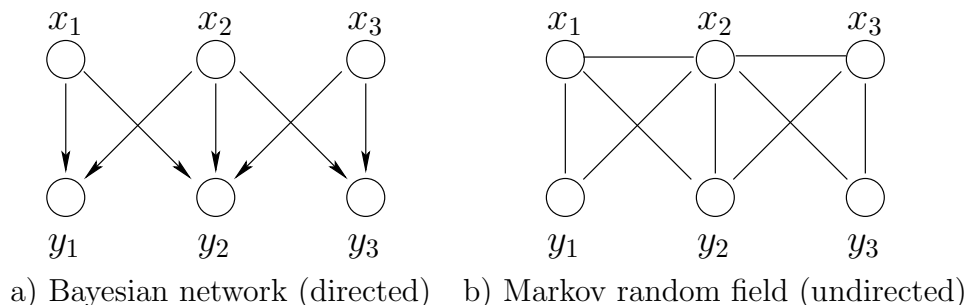 x₁ x₂ x₃ x₁ x₂ x₃
y₁ y₂ y₃ y₁ y₂ y₃
a) Bayesian network (directed) b) Markov random field (undirected)